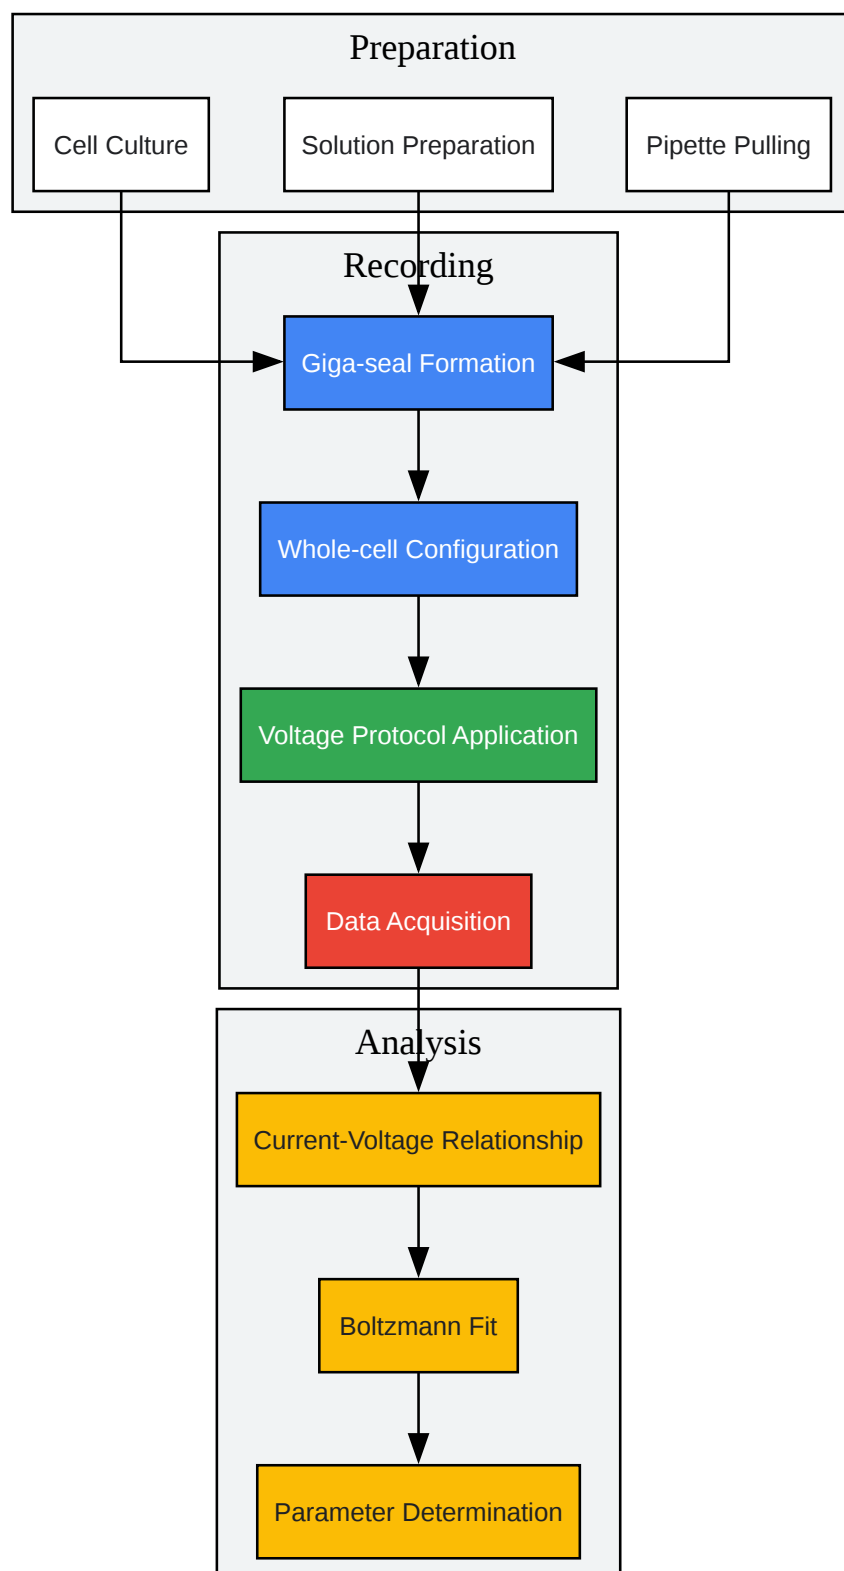 Preparation
Cell Culture
Solution Preparation
Pipette Pulling
Recording
Giga-seal Formation
Whole-cell Configuration
Voltage Protocol Application
Data Acquisition
Analysis
Current-Voltage Relationship
Boltzmann Fit
Parameter Determination